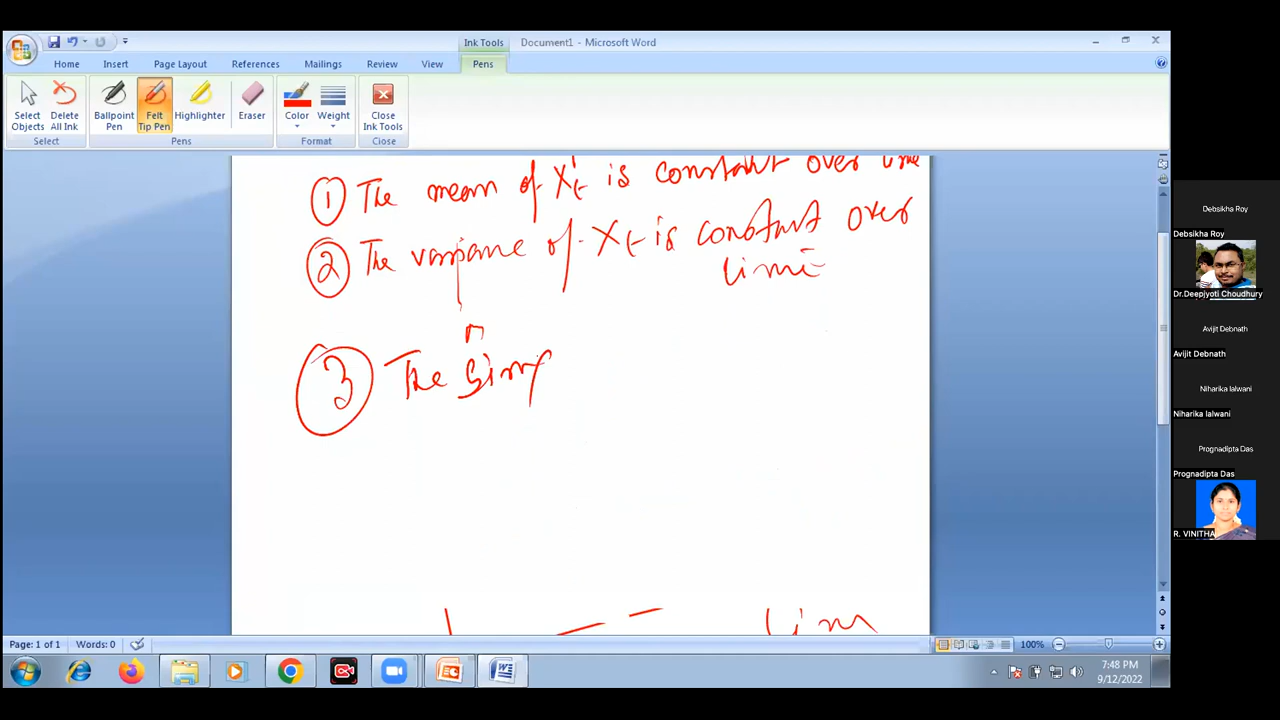 Ink Tools
Document1 - Microsoft Word
Home Insert Page Layout References Mailings Review View Pens
Select Objects
Delete All Ink
Ballpoint Pen
Felt Tip Pen
Highlighter
Eraser
Color
Weight
Close Ink Tools
Select
Pens
Format
Close
① The mean of Xt is constant over time
② The variance of Xt is constant over
time
③ The Simp
Debsikha Roy
Debsikha Roy
Dr.Deepjyoti Choudhury
Avijit Debnath
Avijit Debnath
Niharika lalwani
Niharika lalwani
Prognadipta Das
Prognadipta Das
R. VINITHA
Page: 1 of 1
Words: 0
100%
7:48 PM
9/12/2022